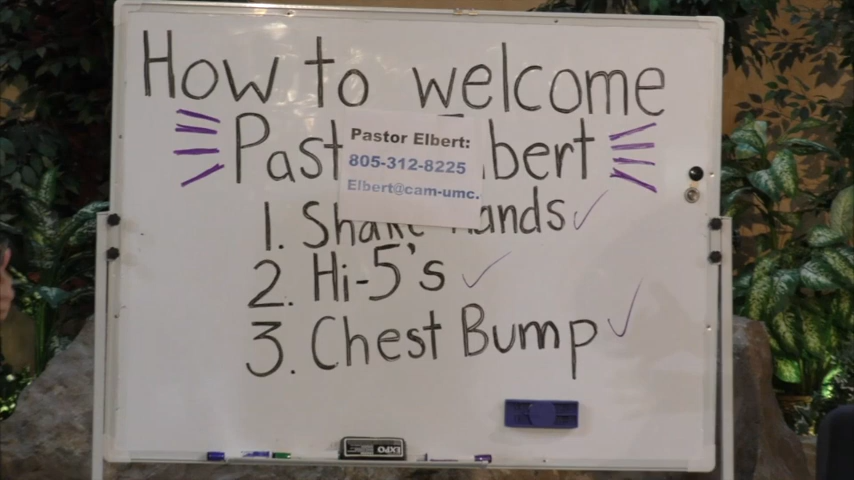 How to welcome
Past bert
Pastor Elbert:
805-312-8225
Elbert@cam-umc.
1. Shake Hands
2. Hi-5's
3. Chest Bump
EXPO